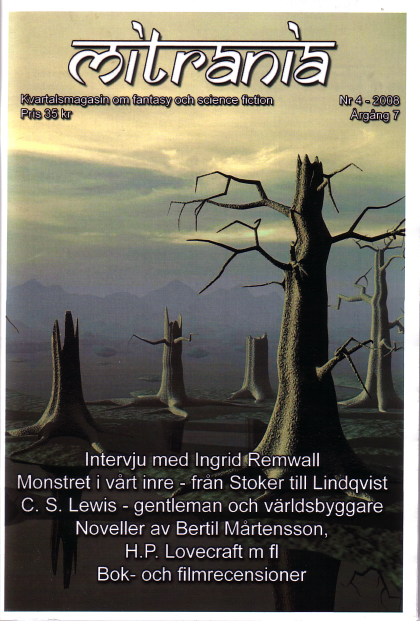 mitrania
Kvartalsmagasin om fantasy och science fiction
Pris 35 kr
Nr 4 - 2008
Årgång 7
Intervju med Ingrid Remwall
Monstret i vårt inre - från Stoker till Lindqvist
C. S. Lewis - gentleman och världsbyggare
Noveller av Bertil Mårtensson,
H.P. Lovecraft m fl
Bok- och filmrecensioner